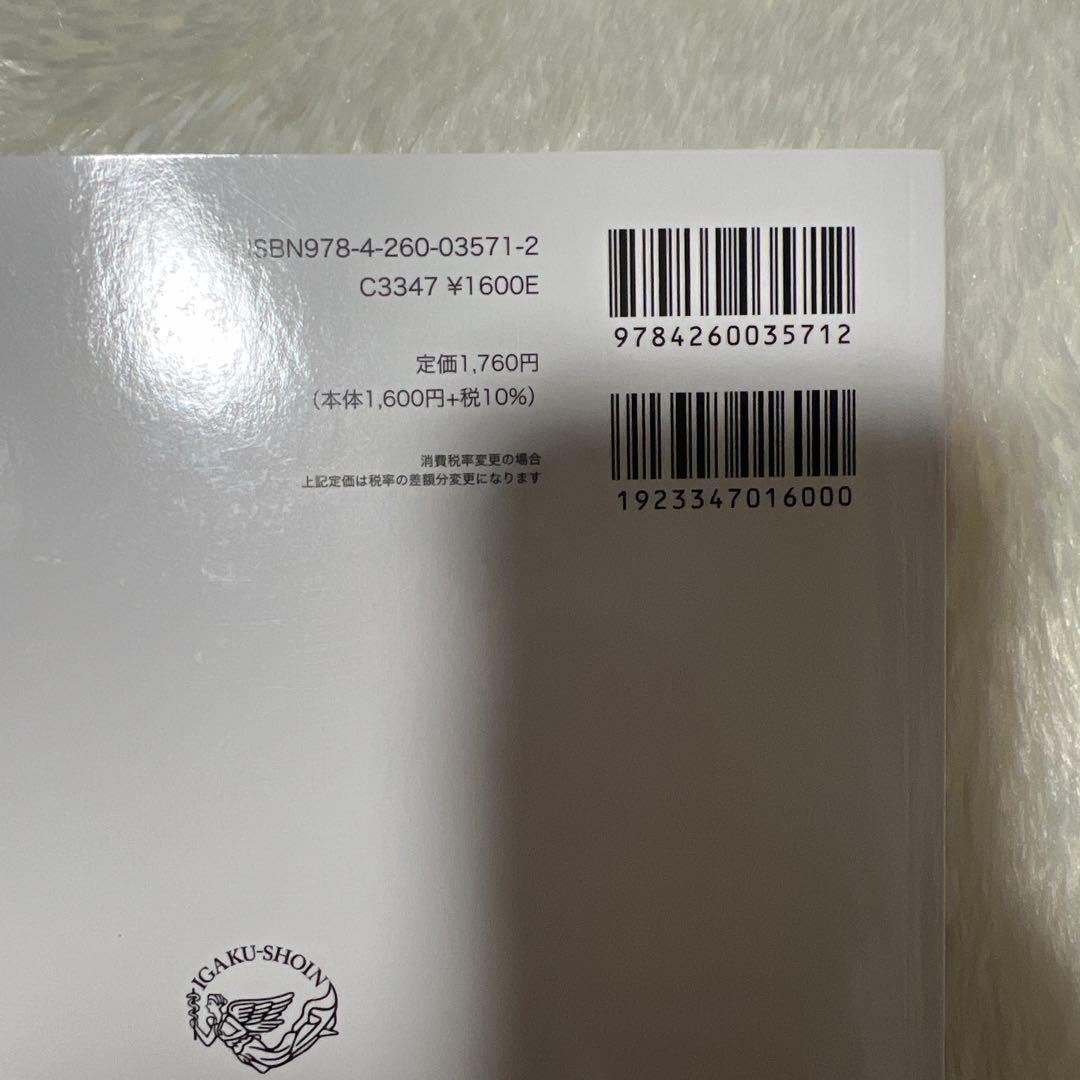 ISBN978-4-260-03571-2
C3347 ¥1600E
定価1,760円
（本体1,600円+税10%）
消費税率変更の場合
上記定価は税率の差額分変更になります
9784260035712
1923347016000
IGAKU-SHOIN